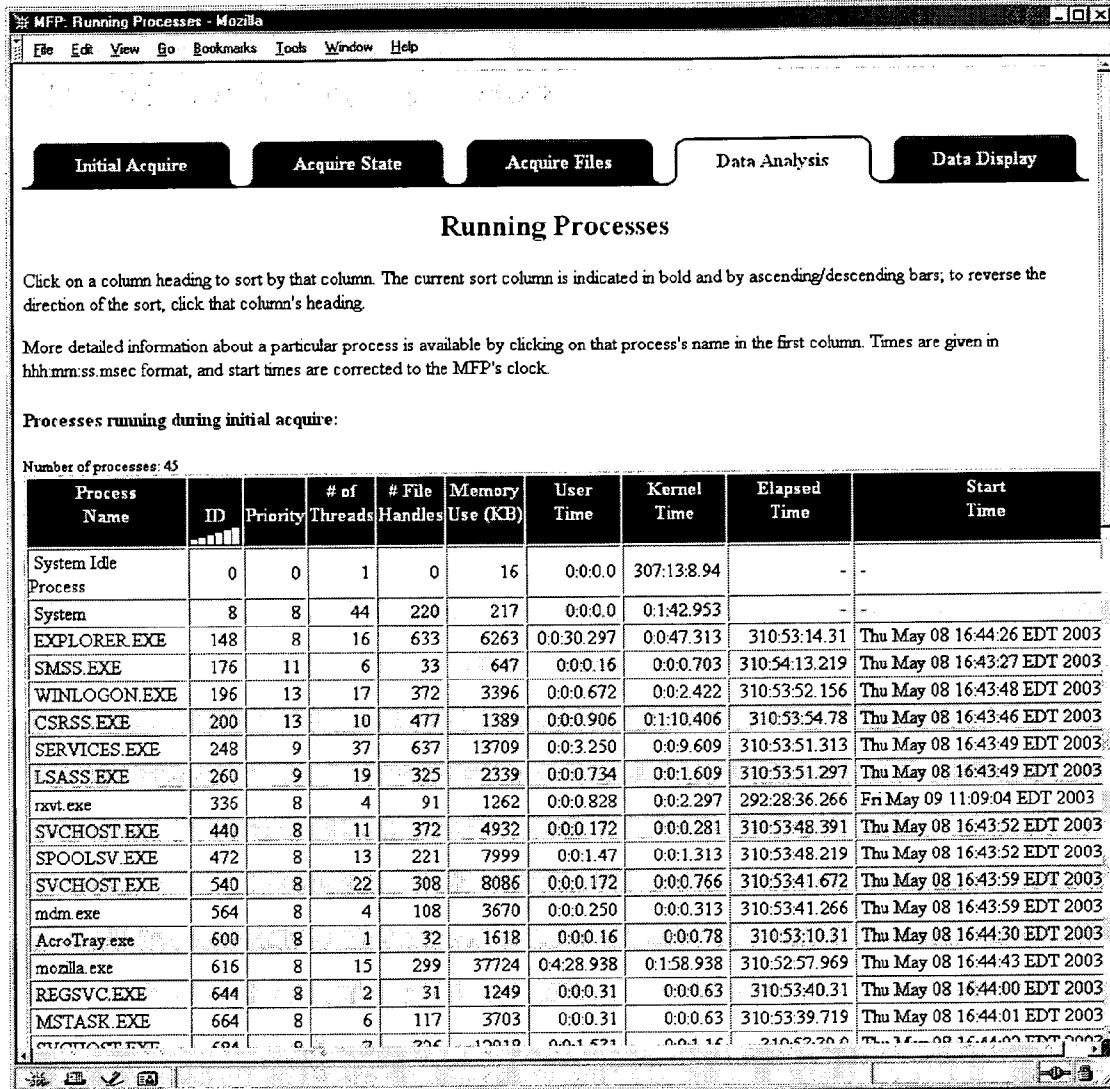 MFP: Running Processes - Mozilla
File Edit View Go Bookmarks Tools Window Help
Initial Acquire Acquire State Acquire Files Data Analysis Data Display
Running Processes
Click on a column heading to sort by that column. The current sort column is indicated in bold and by ascending/descending bars; to reverse the
direction of the sort, click that column's heading.
More detailed information about a particular process is available by clicking on that process's name in the first column. Times are given in
hhh:mm:ss.msec format, and start times are corrected to the MFP's clock.
Processes running during initial acquire:
Number of processes: 45
Process Name ID Priority # of Threads # File Handles Memory Use (KB) User Time Kernel Time Elapsed Time Start Time
System Idle Process 0 0 1 0 16 0:0:0.0 307:13:8.94 - -
System 8 8 44 220 217 0:0:0.0 0:1:42.953 - -
EXPLORER.EXE 148 8 16 633 6263 0:0:30.297 0:0:47.313 310:53:14.31 Thu May 08 16:44:26 EDT 2003
SMSS.EXE 176 11 6 33 647 0:0:0.16 0:0:0.703 310:54:13.219 Thu May 08 16:43:27 EDT 2003
WINLOGON.EXE 196 13 17 372 3396 0:0:0.672 0:0:2.422 310:53:52.156 Thu May 08 16:43:48 EDT 2003
CSRSS.EXE 200 13 10 477 1389 0:0:0.906 0:1:10.406 310:53:54.78 Thu May 08 16:43:46 EDT 2003
SERVICES.EXE 248 9 37 637 13709 0:0:3.250 0:0:9.609 310:53:51.313 Thu May 08 16:43:49 EDT 2003
LSASS.EXE 260 9 19 325 2339 0:0:0.734 0:0:1.609 310:53:51.297 Thu May 08 16:43:49 EDT 2003
rxvt.exe 336 8 4 91 1262 0:0:0.828 0:0:2.297 292:28:36.266 Fri May 09 11:09:04 EDT 2003
SVCHOST.EXE 440 8 11 372 4932 0:0:0.172 0:0:0.281 310:53:48.391 Thu May 08 16:43:52 EDT 2003
SPOOLSV.EXE 472 8 13 221 7999 0:0:1.47 0:0:1.313 310:53:48.219 Thu May 08 16:43:52 EDT 2003
SVCHOST.EXE 540 8 22 308 8086 0:0:0.172 0:0:0.766 310:53:41.672 Thu May 08 16:43:59 EDT 2003
mdm.exe 564 8 4 108 3670 0:0:0.250 0:0:0.313 310:53:41.266 Thu May 08 16:43:59 EDT 2003
AcroTray.exe 600 8 1 32 1618 0:0:0.16 0:0:0.78 310:53:10.31 Thu May 08 16:44:30 EDT 2003
mozilla.exe 616 8 15 299 37724 0:4:28.938 0:1:58.938 310:52:57.969 Thu May 08 16:44:43 EDT 2003
REGSVC.EXE 644 8 2 31 1249 0:0:0.31 0:0:0.63 310:53:40.31 Thu May 08 16:44:00 EDT 2003
MSTASK.EXE 664 8 6 117 3703 0:0:0.31 0:0:0.63 310:53:39.719 Thu May 08 16:44:01 EDT 2003
SVCHOST.EXE 684 8